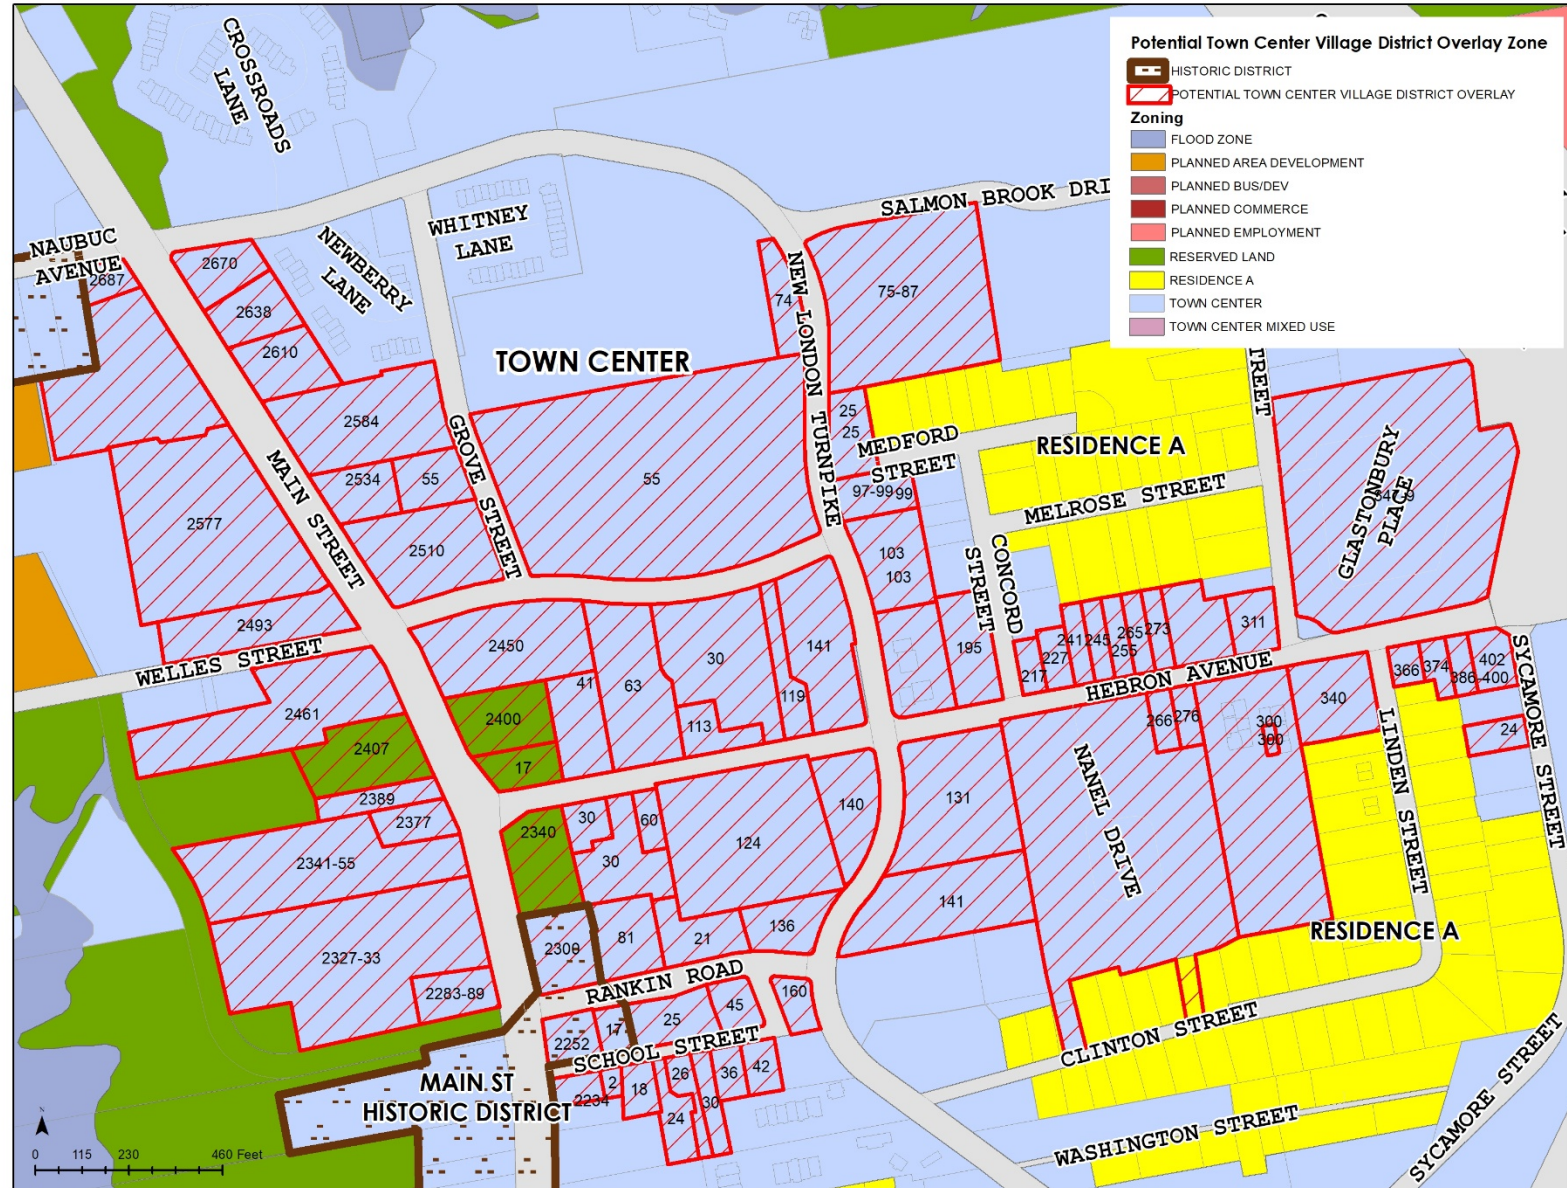 Potential Town Center Village District Overlay Zone
HISTORIC DISTRICT
POTENTIAL TOWN CENTER VILLAGE DISTRICT OVERLAY
Zoning
FLOOD ZONE
PLANNED AREA DEVELOPMENT
PLANNED BUS/DEV
PLANNED COMMERCE
PLANNED EMPLOYMENT
RESERVED LAND
RESIDENCE A
TOWN CENTER
TOWN CENTER MIXED USE
CROSSROADS
LANE
NAUBUC
AVENUE
2687
2670
2638
2610
NEWBERRY
LANE
WHITNEY
LANE
SALMON BROOK DRI
NEW LONDON TURNPIKE
74
75-87
TOWN CENTER
2584
2534
55
2510
GROVE STREET
MAIN STREET
2577
2493
55
25
25
MEDFORD
STREET
97-99
99
103
103
RESIDENCE A
MELROSE STREET
CONCORD
STREET
TREET
GLASTONBURY
PLACE
WELLES STREET
2461
2407
2450
41
63
30
113
119
141
2400
17
195
217
227
241
245
255
265
273
311
HEBRON AVENUE
266
276
300
300
340
366
374
386-400
402
24
SYCAMORE STREET
LINDEN STREET
2389
2377
2341-55
2327-33
2283-89
2340
30
30
60
124
140
131
141
NANEL DRIVE
2309
81
21
136
RANKIN ROAD
RESIDENCE A
2252
17
25
45
160
SCHOOL STREET
2234
2
18
24
26
30
36
42
CLINTON STREET
MAIN ST
HISTORIC DISTRICT
WASHINGTON STREET
SYCAMORE STREET
N
0 115 230 460 Feet